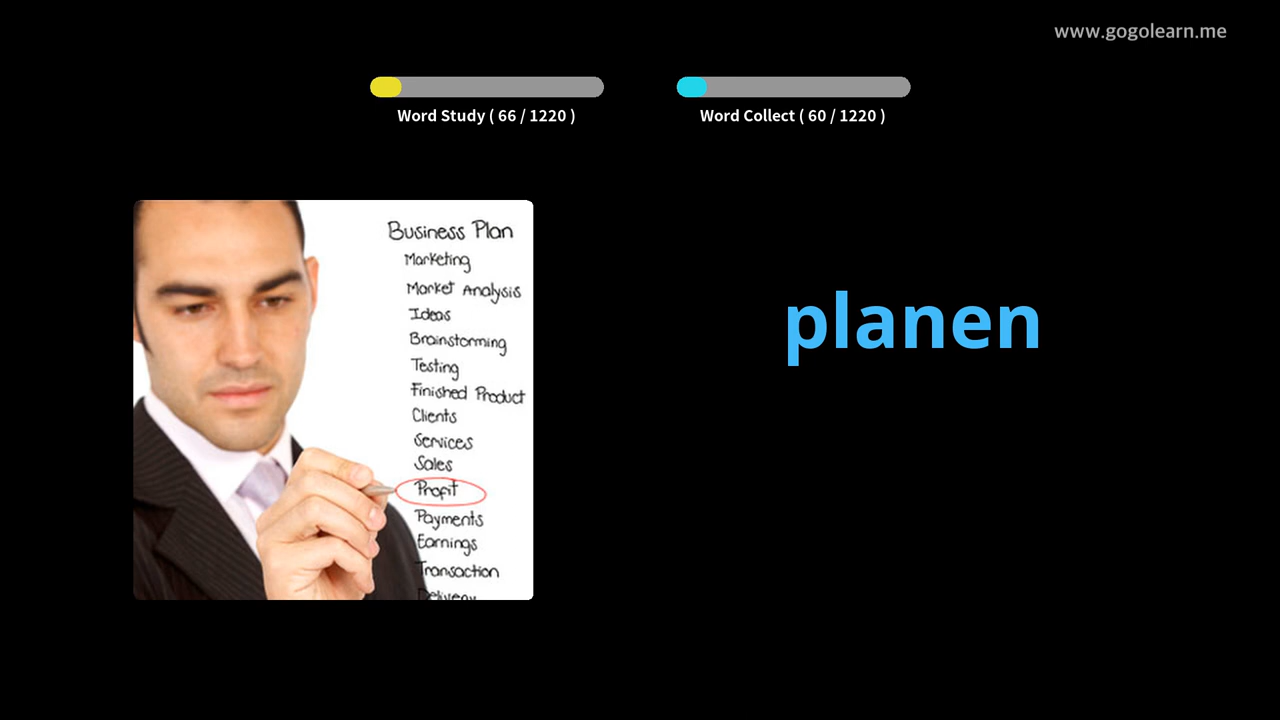 www.gogolearn.me
Word Study ( 66 / 1220 )
Word Collect ( 60 / 1220 )
Business Plan
Marketing
Market Analysis
Ideas
Brainstorming
Testing
Finished Product
Clients
Services
Sales
Profit
Payments
Earnings
Transaction
Delivery
planen